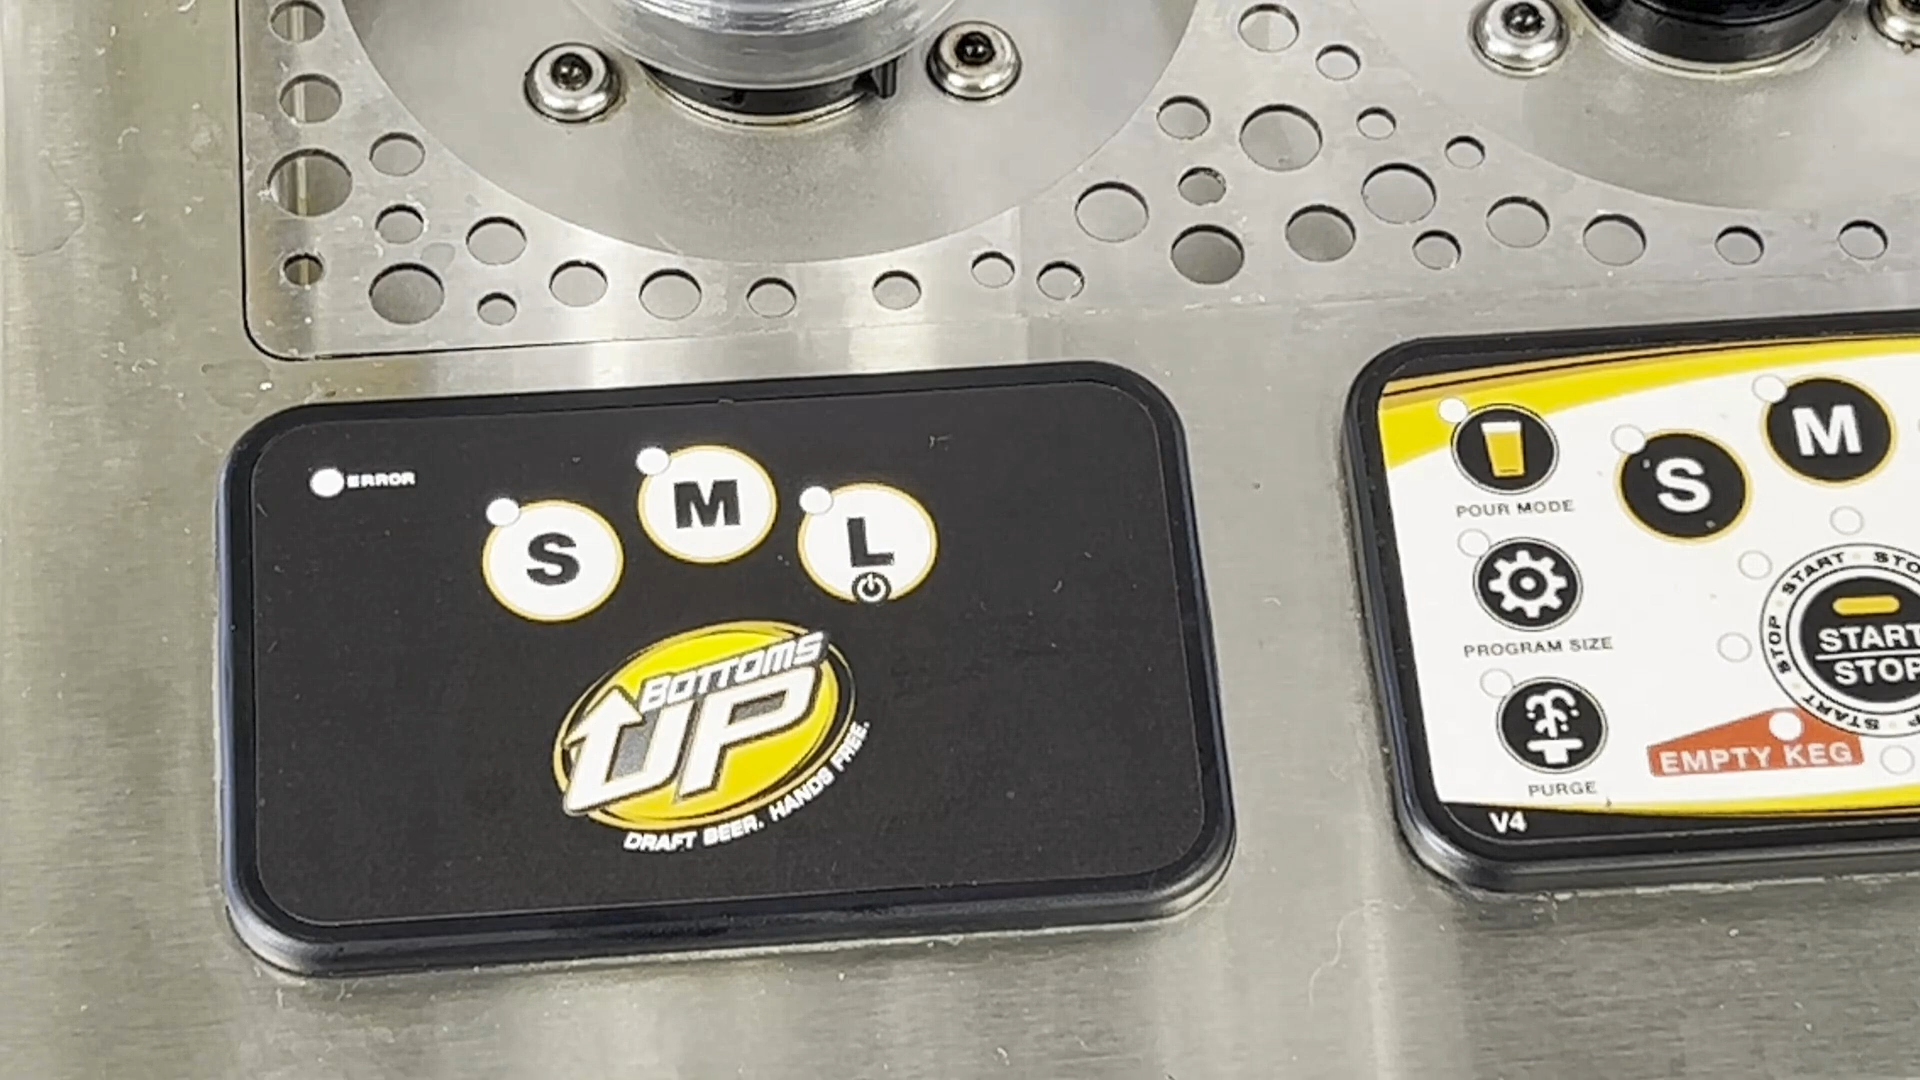 ERROR
S
M
L
BOTTOMS
UP
DRAFT BEER. HANDS FREE.
POUR MODE
PROGRAM SIZE
PURGE
V4
S
M
STOP START
START
STOP
EMPTY KEG